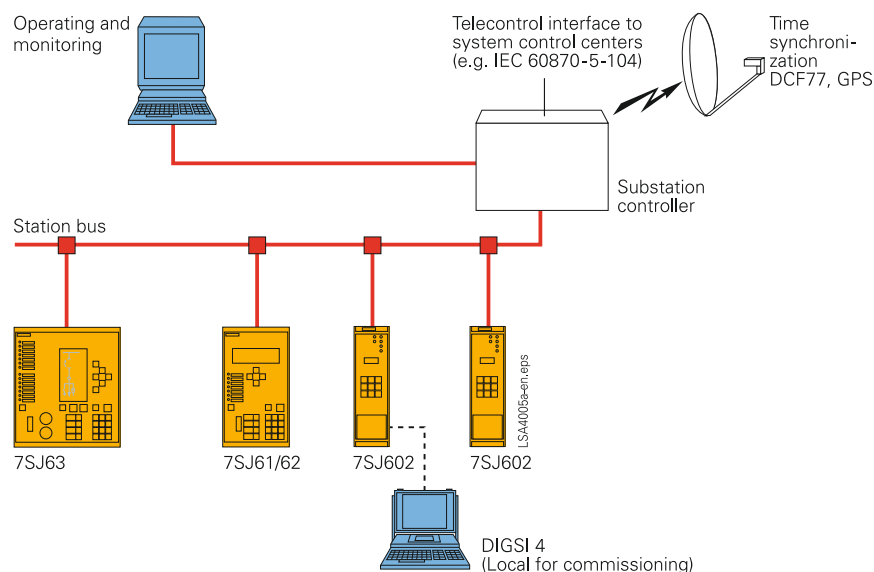 Operating and
monitoring
Telecontrol interface to
system control centers
(e.g. IEC 60870-5-104)
Time
synchroni-
zation
DCF77, GPS
Substation
controller
Station bus
LSA4005a-en.eps
7SJ63
7SJ61/62
7SJ602
7SJ602
DIGSI 4
(Local for commissioning)